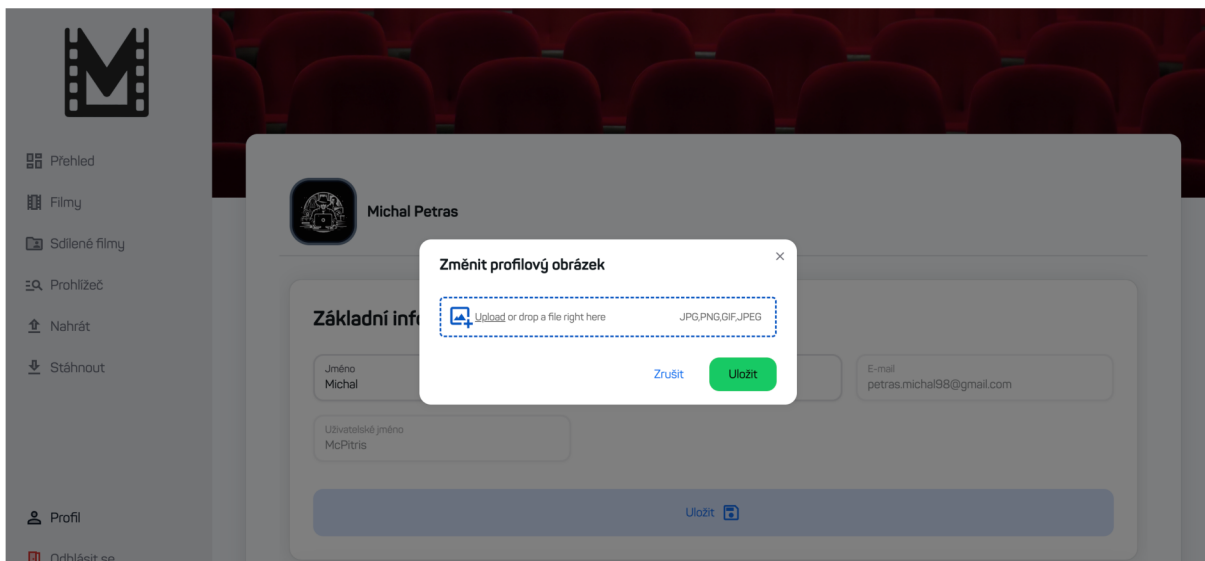 Přehled
Filmy
Sdílené filmy
Prohlížeč
Nahrát
Stáhnout
Profil
Odhlásit se
Michal Petras
Změnit profilový obrázek
Upload or drop a file right here JPG,PNG,GIF,JPEG
Zrušit Uložit
Základní inf
Jméno
Michal
E-mail
petras.michal98@gmail.com
Uživatelské jméno
McPitris
Uložit